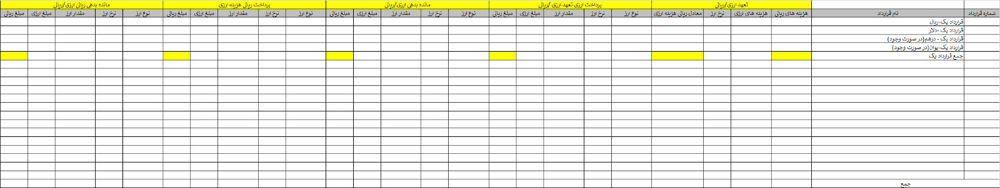 تعهد ارزی/ریالی	پرداخت ارزی تعهد ارزی /ریالی	مانده بدهی ارزی/ریالی	پرداخت ریالی هزینه ارزی	مانده بدهی ریالی ارزی/ریالی
شماره قرارداد	نام قرارداد	هزینه های ریالی	هزینه های ارزی	نرخ ارز	معادل ریالی هزینه ارزی	نوع ارز	نرخ ارز	مقدار ارز	مبلغ ارزی	مبلغ ریالی	نوع ارز	نرخ ارز	مقدار ارز	مبلغ ارزی	مبلغ ریالی	نوع ارز	نرخ ارز	مقدار ارز	مبلغ ارزی	مبلغ ریالی	نوع ارز	نرخ ارز	مقدار ارز	مبلغ ارزی	مبلغ ریالی
قرارداد یک-ریال
قرارداد یک -دلار
قرارداد یک - درهم(در صورت وجود)
قرارداد یک-یوان(در صورت وجود)
جمع قرارداد یک
جمع